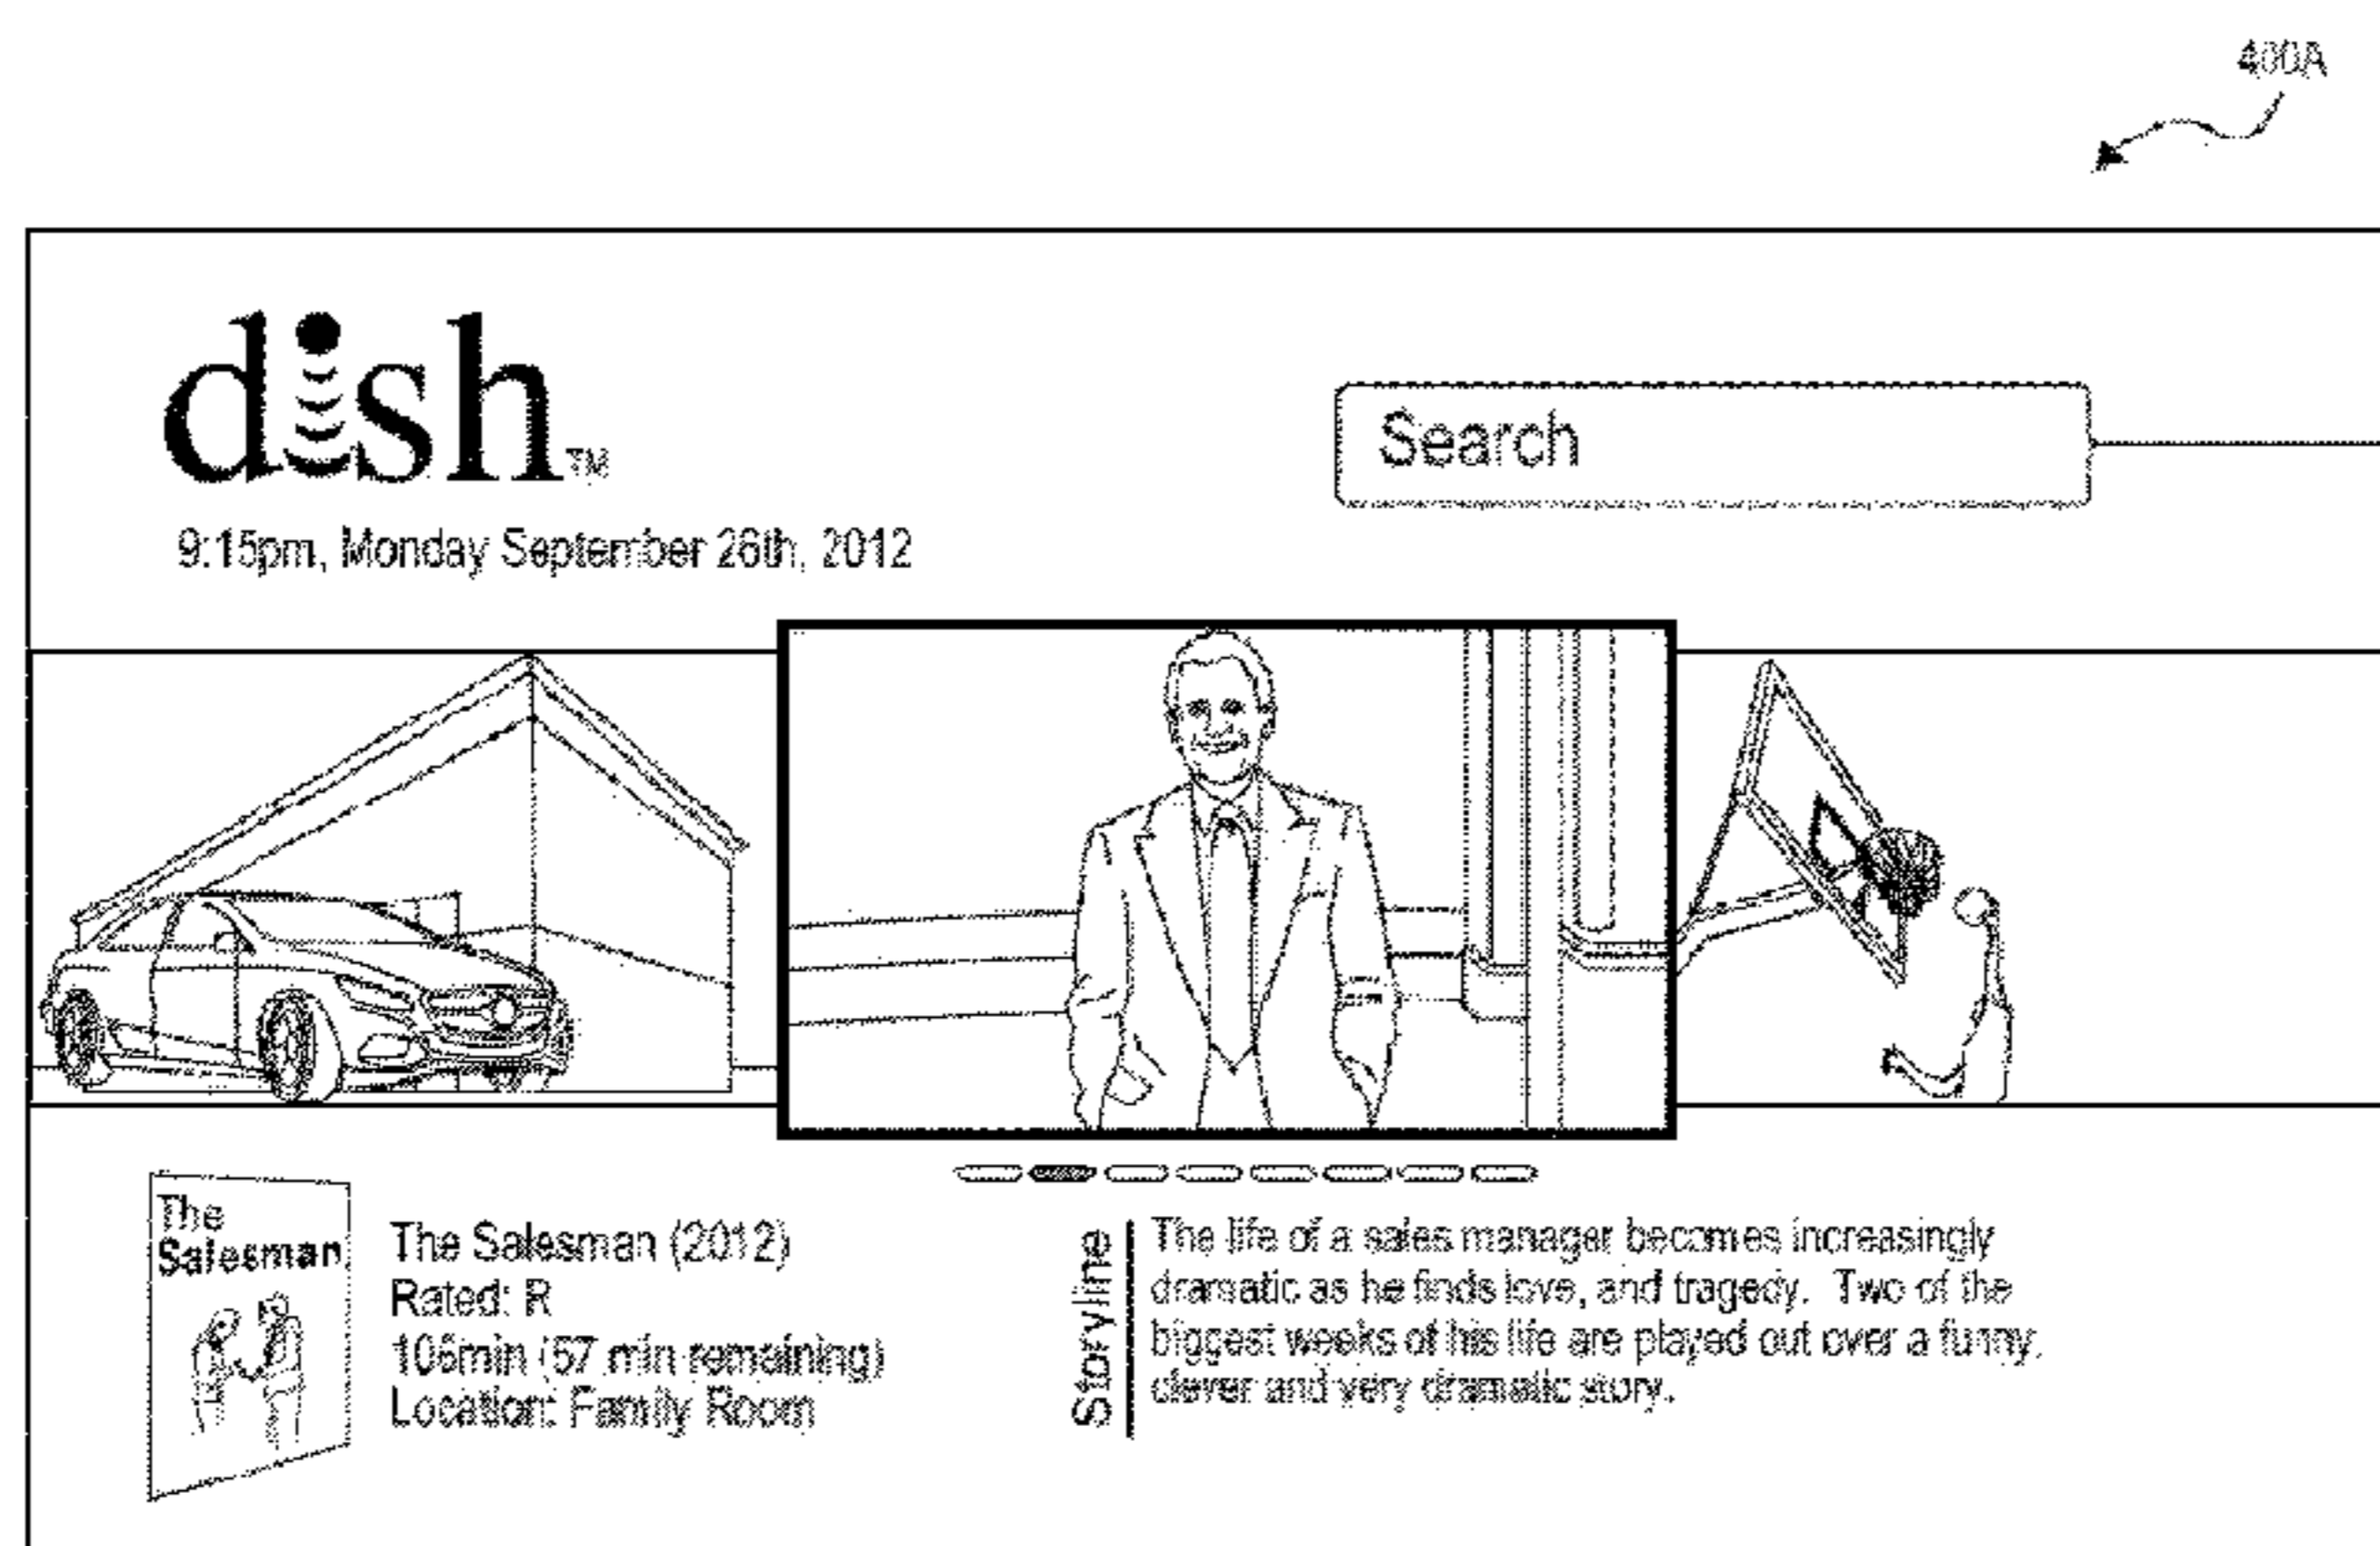 400A
dish™
Search
9:15pm, Monday September 26th, 2012
The
Salesman
The Salesman (2012)
Rated: R
106min (57 min remaining)
Location: Family Room
Storyline
The life of a sales manager becomes increasingly
dramatic as he finds love, and tragedy. Two of the
biggest weeks of his life are played out over a funny,
clever and very dramatic story.